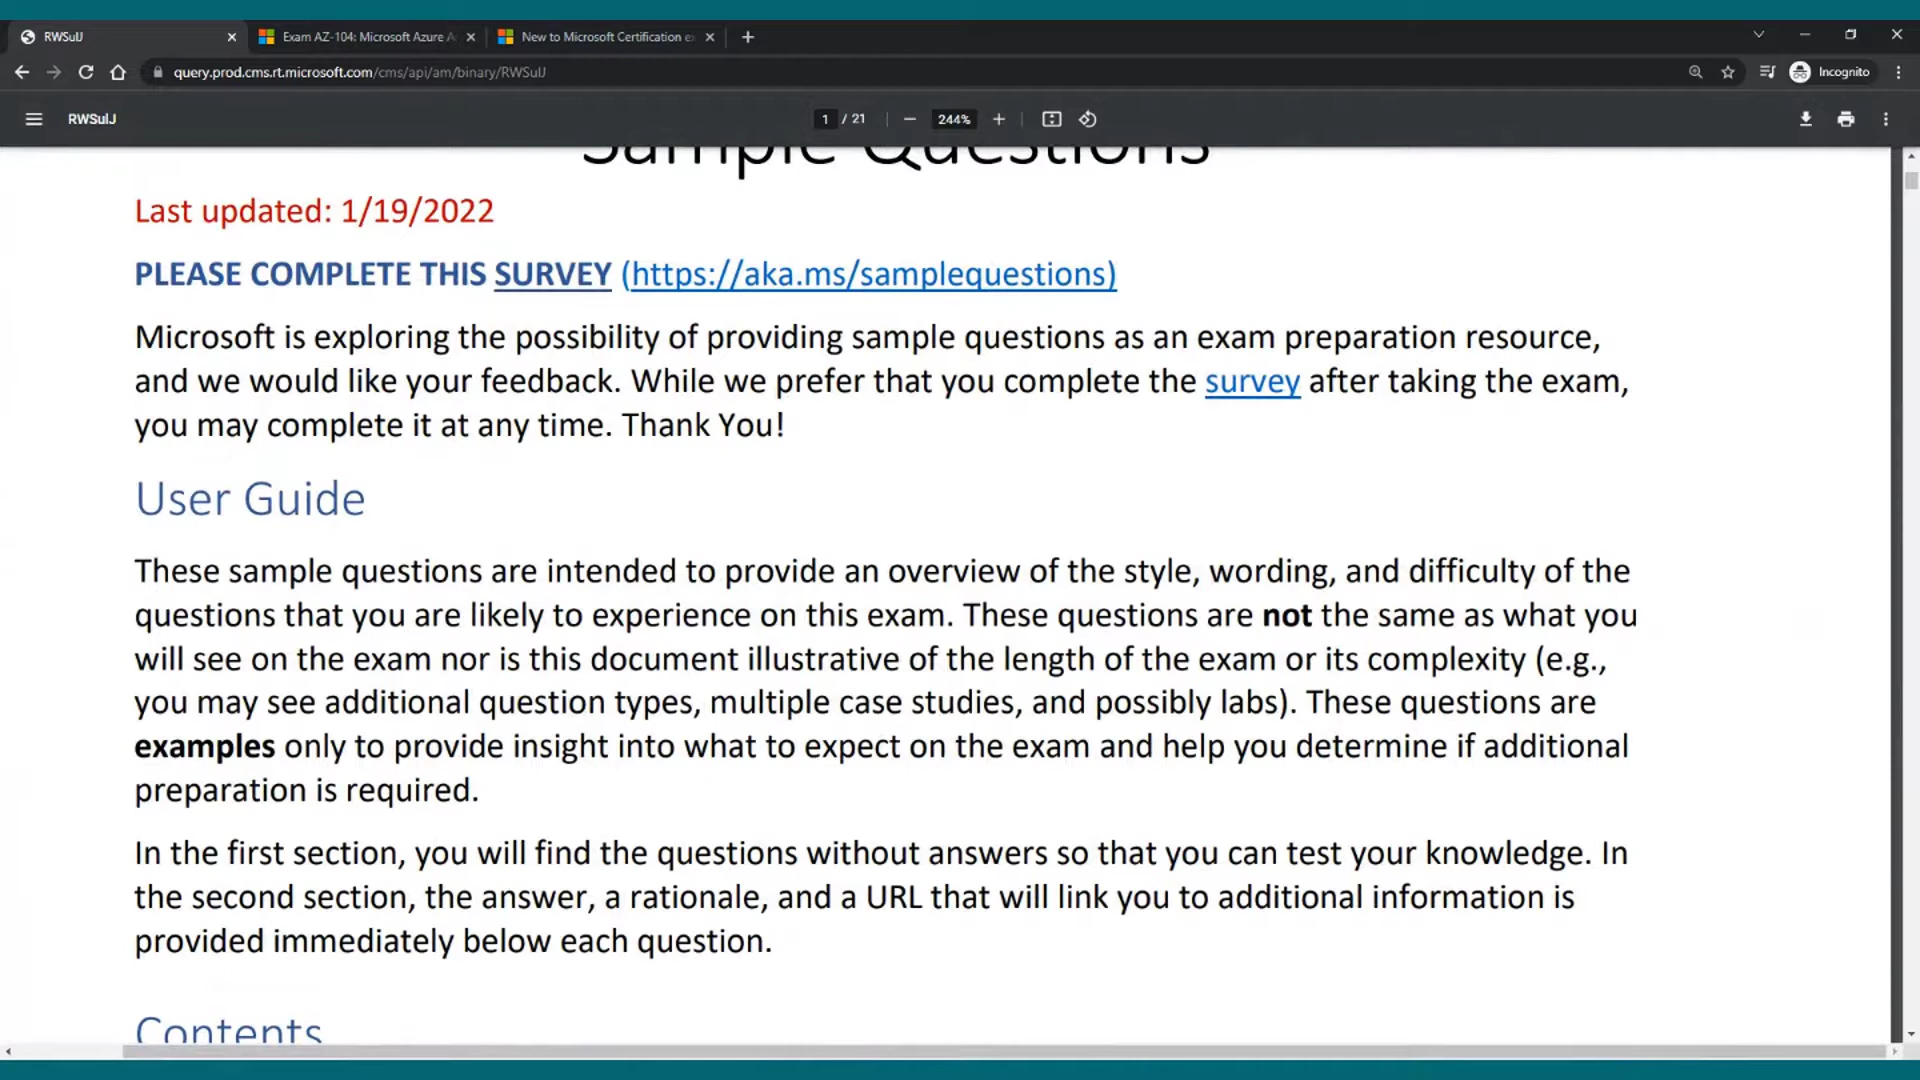 RWSuIJ
Exam AZ-104: Microsoft Azure A
New to Microsoft Certification e
query.prod.cms.rt.microsoft.com/cms/api/am/binary/RWSuIJ
Incognito
RWSuIJ
1 / 21
244%
Sample Questions
Last updated: 1/19/2022
PLEASE COMPLETE THIS SURVEY (https://aka.ms/samplequestions)
Microsoft is exploring the possibility of providing sample questions as an exam preparation resource,
and we would like your feedback. While we prefer that you complete the survey after taking the exam,
you may complete it at any time. Thank You!
User Guide
These sample questions are intended to provide an overview of the style, wording, and difficulty of the
questions that you are likely to experience on this exam. These questions are not the same as what you
will see on the exam nor is this document illustrative of the length of the exam or its complexity (e.g.,
you may see additional question types, multiple case studies, and possibly labs). These questions are
examples only to provide insight into what to expect on the exam and help you determine if additional
preparation is required.
In the first section, you will find the questions without answers so that you can test your knowledge. In
the second section, the answer, a rationale, and a URL that will link you to additional information is
provided immediately below each question.
Contents